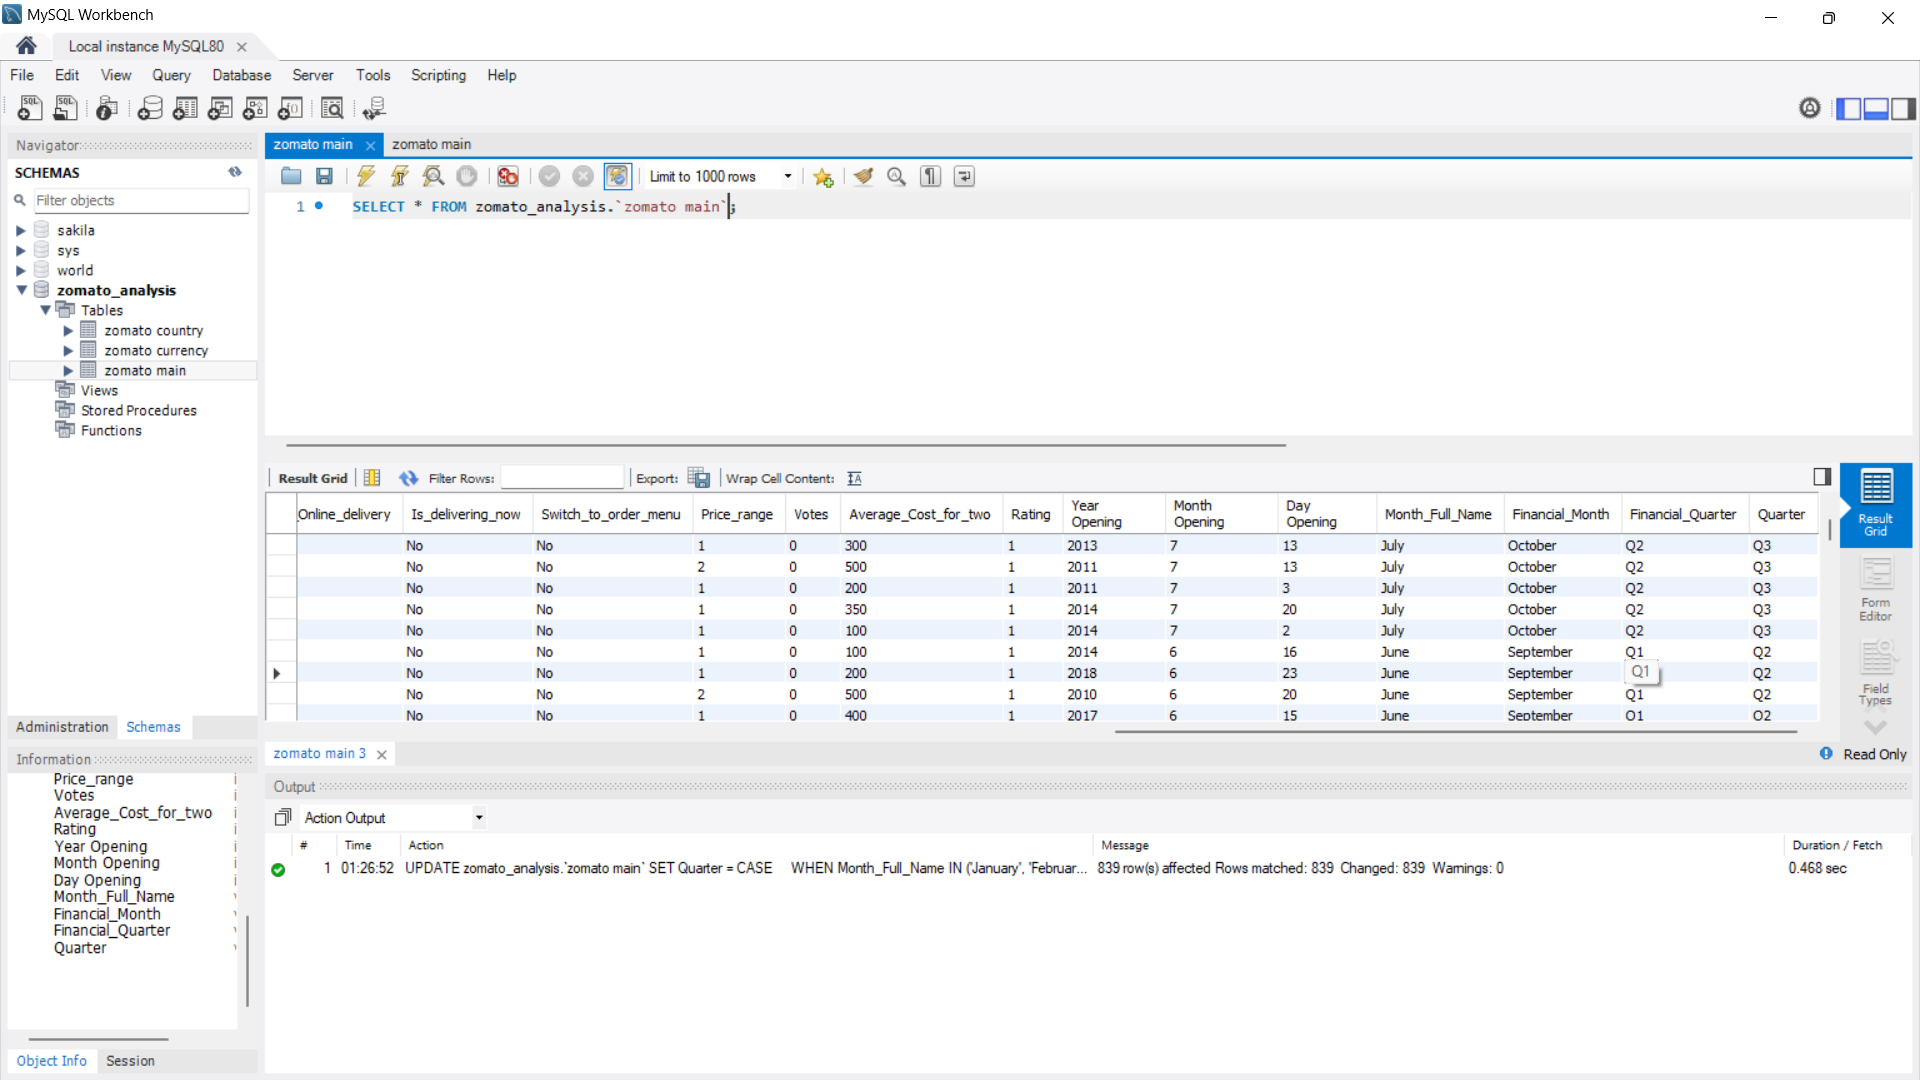 MySQL Workbench
Local instance MySQL80
File Edit View Query Database Server Tools Scripting Help
Navigator
SCHEMAS
Filter objects
sakila
sys
world
zomato_analysis
Tables
zomato country
zomato currency
zomato main
Views
Stored Procedures
Functions
Administration Schemas
Information
Price_range i
Votes i
Average_Cost_for_two i
Rating i
Year Opening i
Month Opening i
Day Opening i
Month_Full_Name
Financial_Month
Financial_Quarter
Quarter
Object Info Session
zomato main zomato main
Limit to 1000 rows
1 SELECT * FROM zomato_analysis.`zomato main`;
Result Grid Filter Rows: Export: Wrap Cell Content:
Online_delivery Is_delivering_now Switch_to_order_menu Price_range Votes Average_Cost_for_two Rating Year Opening Month Opening Day Opening Month_Full_Name Financial_Month Financial_Quarter Quarter
No No 1 0 300 1 2013 7 13 July October Q2 Q3
No No 2 0 500 1 2011 7 13 July October Q2 Q3
No No 1 0 200 1 2011 7 3 July October Q2 Q3
No No 1 0 350 1 2014 7 20 July October Q2 Q3
No No 1 0 100 1 2014 7 2 July October Q2 Q3
No No 1 0 100 1 2014 6 16 June September Q1 Q2
No No 1 0 200 1 2018 6 23 June September Q1 Q2
No No 2 0 500 1 2010 6 20 June September Q1 Q2
No No 1 0 400 1 2017 6 15 June September Q1 Q2
Result Grid
Form Editor
Field Types
zomato main 3
Read Only
Output
Action Output
# Time Action Message Duration / Fetch
1 01:26:52 UPDATE zomato_analysis.`zomato main` SET Quarter = CASE WHEN Month_Full_Name IN ('January', 'Februar... 839 row(s) affected Rows matched: 839 Changed: 839 Warnings: 0 0.468 sec